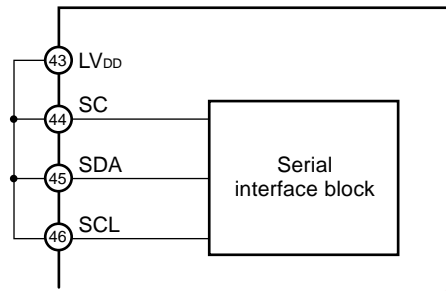 43 LVDD
44 SC
45 SDA
46 SCL
Serial
interface block